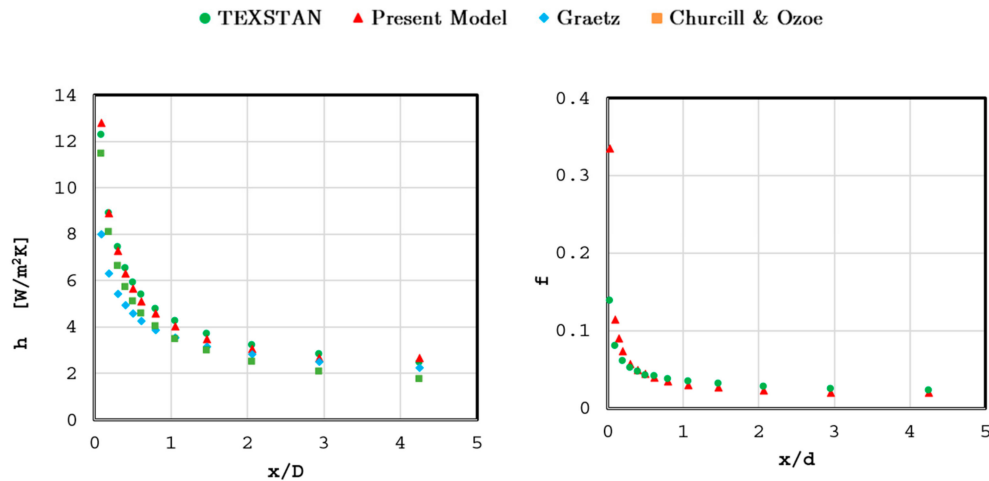 TEXSTAN Present Model Graetz Churcill & Ozoe
14
12
10
8
6
4
2
0
h [W/m²K]
0 1 2 3 4 5
x/D
0.4
0.3
0.2
0.1
0
f
0 1 2 3 4 5
x/d